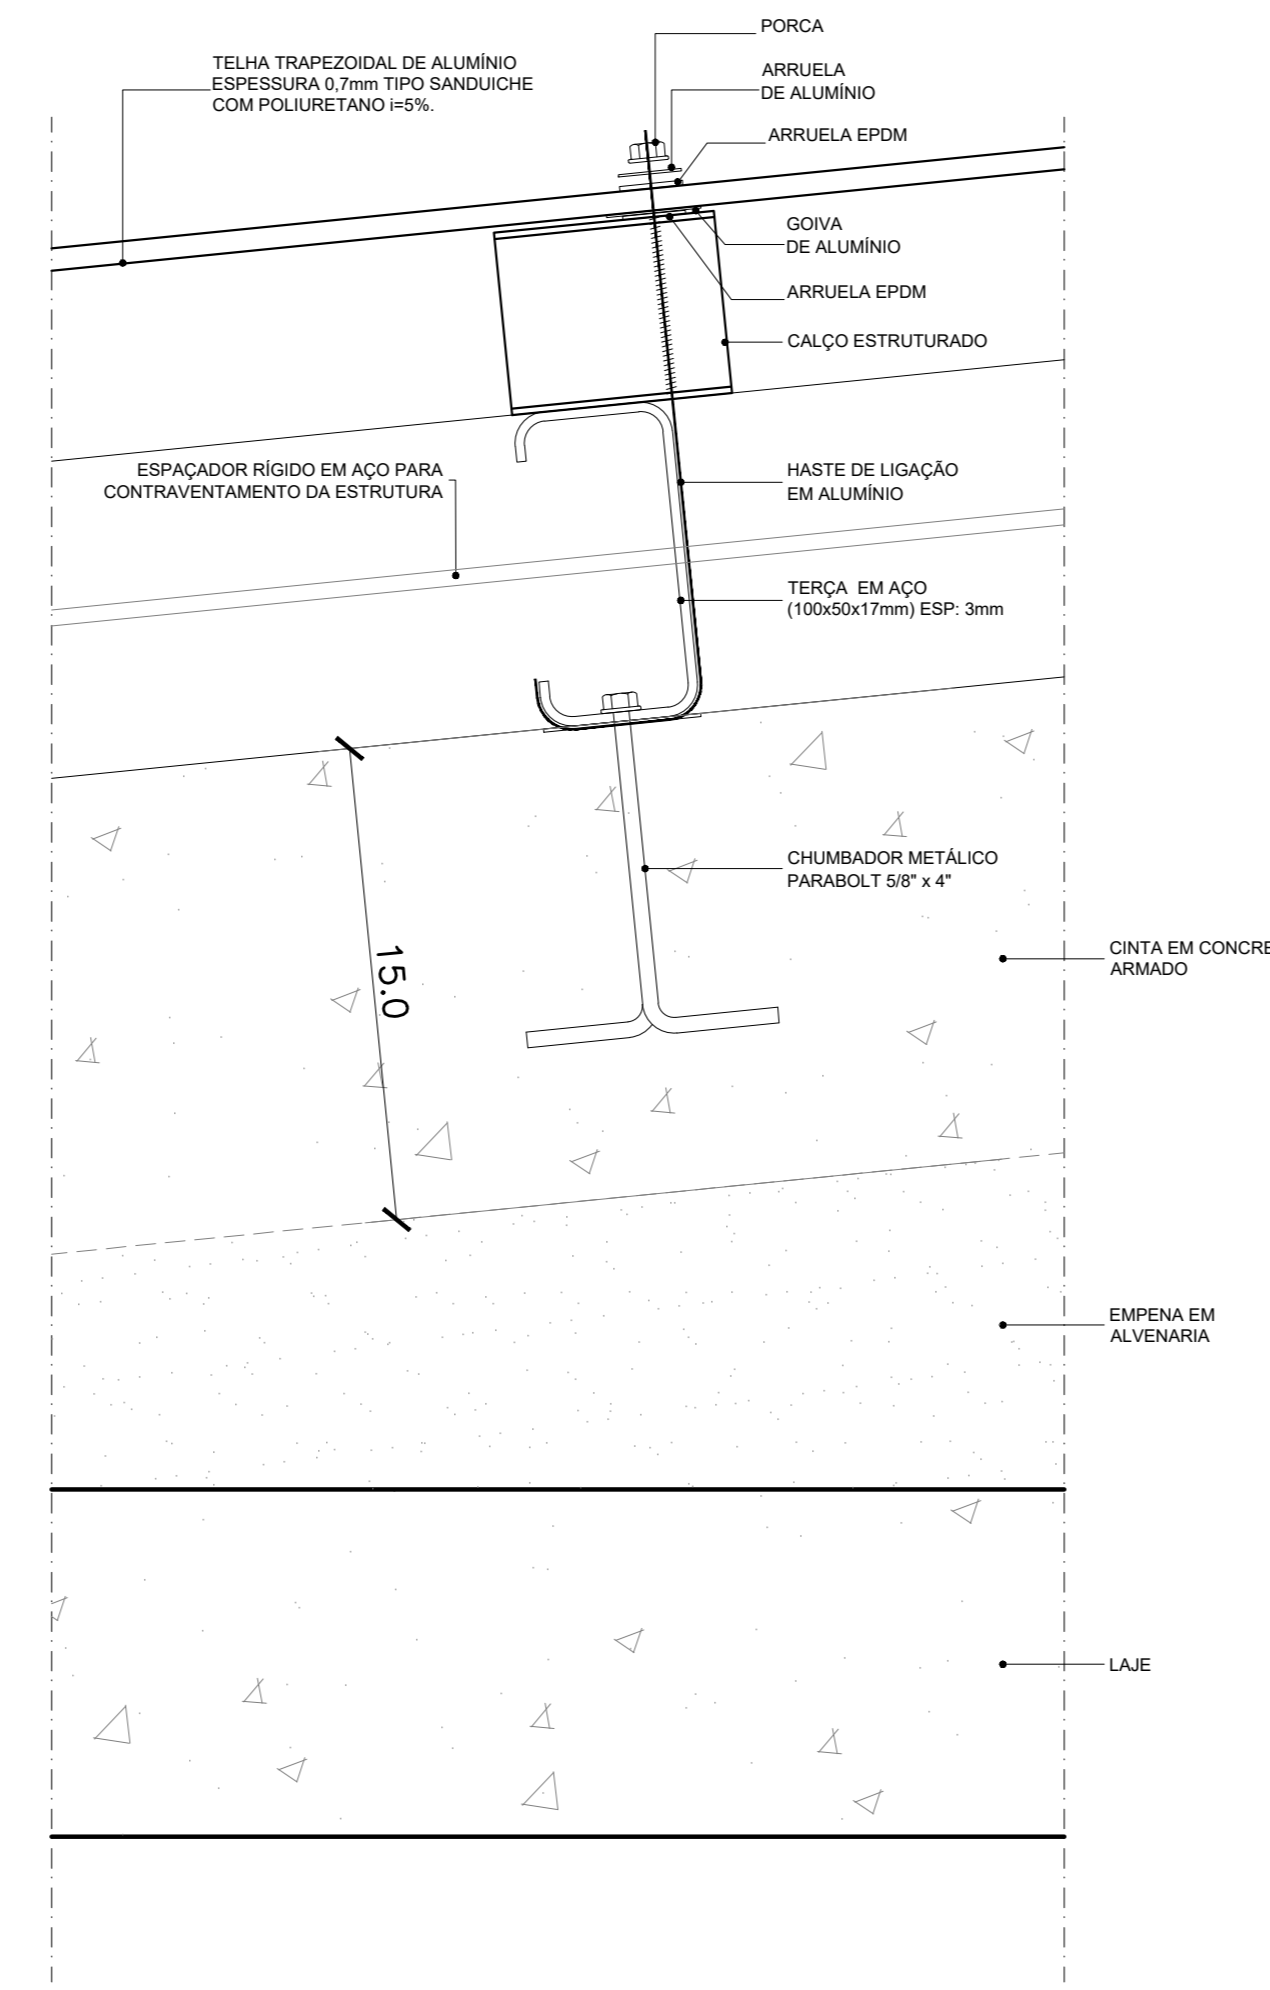 PORCA
TELHA TRAPEZOIDAL DE ALUMÍNIO
ESPESSURA 0,7mm TIPO SANDUICHE
COM POLIURETANO i=5%.
ARRUELA
DE ALUMÍNIO
ARRUELA EPDM
GOIVA
DE ALUMÍNIO
ARRUELA EPDM
CALÇO ESTRUTURADO
ESPAÇADOR RÍGIDO EM AÇO PARA
CONTRAVENTAMENTO DA ESTRUTURA
HASTE DE LIGAÇÃO
EM ALUMÍNIO
TERÇA EM AÇO
(100x50x17mm) ESP: 3mm
CHUMBADOR METÁLICO
PARABOLT 5/8" x 4"
15.0
CINTA EM CONCRE
ARMADO
EMPENA EM
ALVENARIA
LAJE